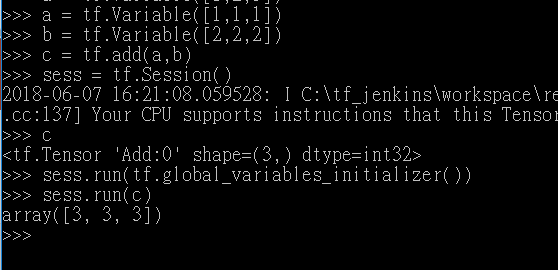 >>> a = tf.Variable([1,1,1])
>>> b = tf.Variable([2,2,2])
>>> c = tf.add(a,b)
>>> sess = tf.Session()
2018-06-07 16:21:08.059528: I C:\tf_jenkins\workspace\re
.cc:137] Your CPU supports instructions that this Tensor
>>> c
<tf.Tensor 'Add:0' shape=(3,) dtype=int32>
>>> sess.run(tf.global_variables_initializer())
>>> sess.run(c)
array([3, 3, 3])
>>>